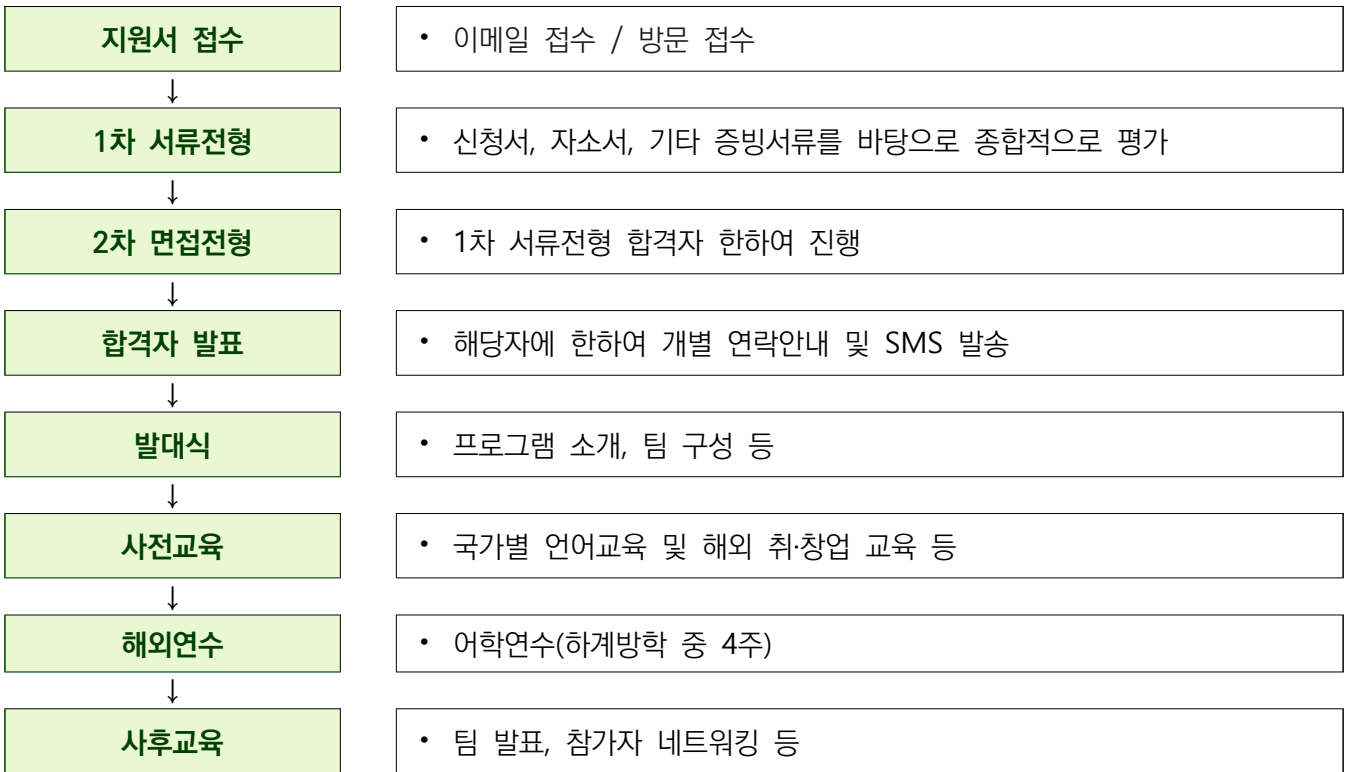 지원서 접수
• 이메일 접수 / 방문 접수
↓
1차 서류전형
• 신청서, 자소서, 기타 증빙서류를 바탕으로 종합적으로 평가
↓
2차 면접전형
• 1차 서류전형 합격자 한하여 진행
↓
합격자 발표
• 해당자에 한하여 개별 연락안내 및 SMS 발송
↓
발대식
• 프로그램 소개, 팀 구성 등
↓
사전교육
• 국가별 언어교육 및 해외 취·창업 교육 등
↓
해외연수
• 어학연수(하계방학 중 4주)
↓
사후교육
• 팀 발표, 참가자 네트워킹 등